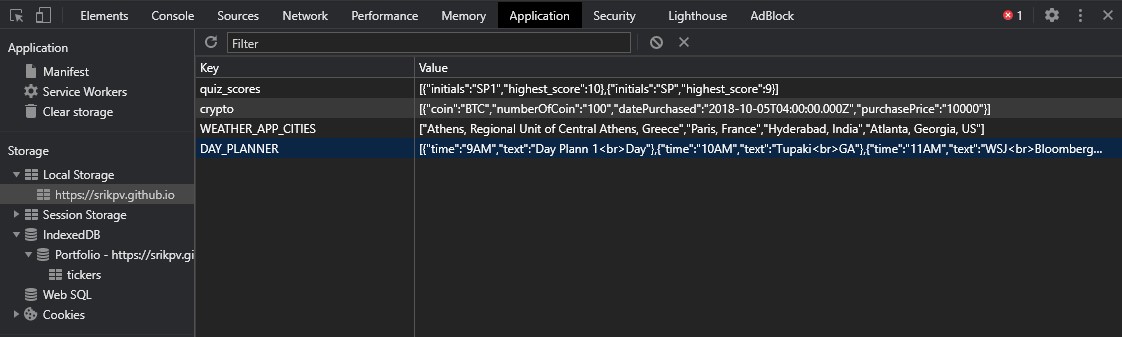 Elements Console Sources Network Performance Memory Application Security Lighthouse AdBlock 1
Application
Manifest
Service Workers
Clear storage
Storage
Local Storage
https://srikpv.github.io
Session Storage
IndexedDB
Portfolio - https://srikpv.gi
tickers
Web SQL
Cookies
Filter
Key Value
quiz_scores [{"initials":"SP1","highest_score":10},{"initials":"SP","highest_score":9}]
crypto [{"coin":"BTC","numberOfCoin":"100","datePurchased":"2018-10-05T04:00:00.000Z","purchasePrice":"10000"}]
WEATHER_APP_CITIES ["Athens, Regional Unit of Central Athens, Greece","Paris, France","Hyderabad, India","Atlanta, Georgia, US"]
DAY_PLANNER [{"time":"9AM","text":"Day Plann 1<br>Day"},{"time":"10AM","text":"Tupaki<br>GA"},{"time":"11AM","text":"WSJ<br>Bloomberg...